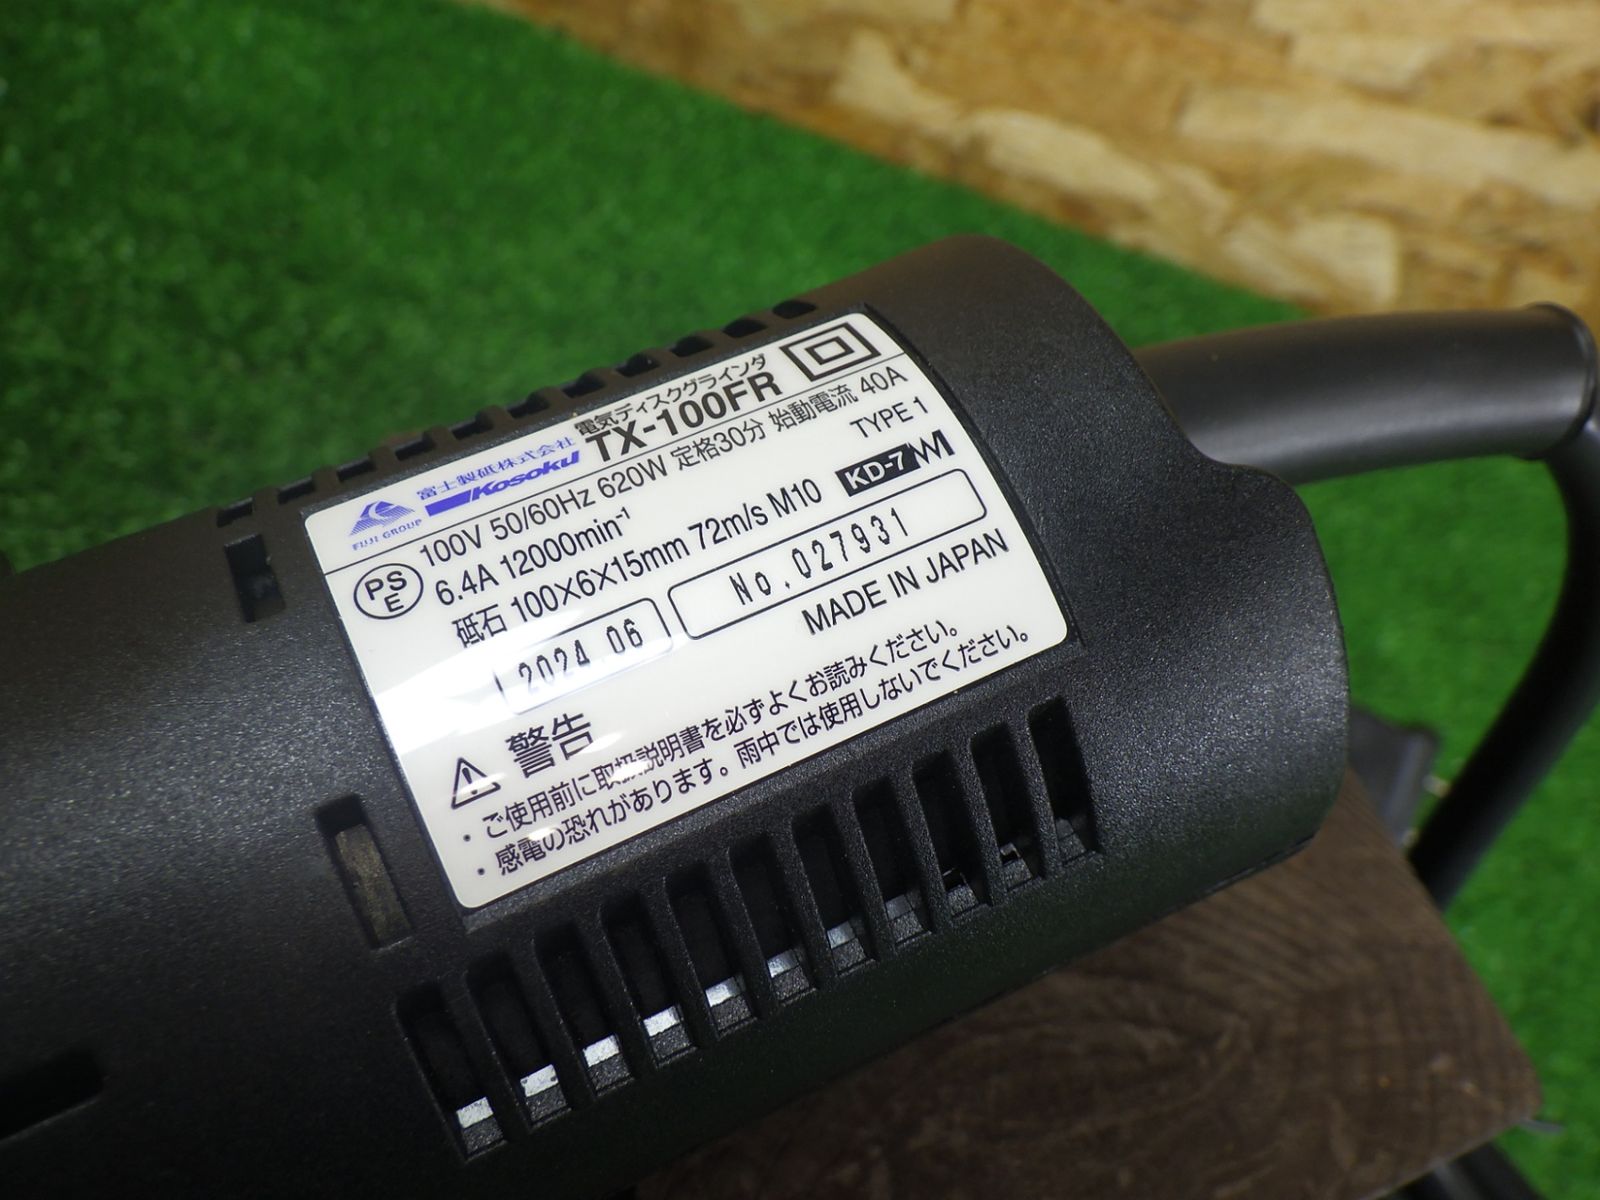 富士製砥株式会社
Kosoku
FUJI GROUP
電気ディスクグラインダ
TX-100FR
100V 50/60Hz 620W 定格30分 始動電流 40A
6.4A 12000min⁻¹
TYPE 1
砥石 100×6×15mm 72m/s M10
KD-7
PS
E
2024.06
No.027931
MADE IN JAPAN
警告
・ご使用前に取扱説明書を必ずよくお読みください。
・感電の恐れがあります。雨中では使用しないでください。